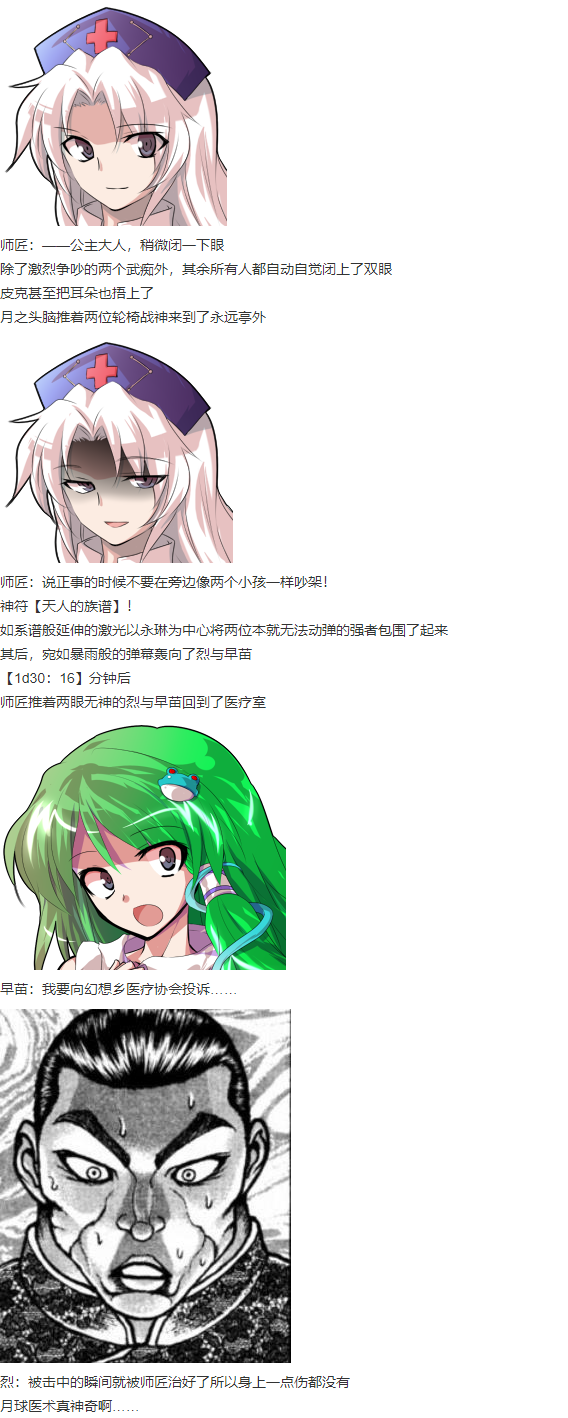 师匠：——公主大人，稍微闭一下眼
除了激烈争吵的两个武痴外，其余所有人都自动自觉闭上了双眼
皮克甚至把耳朵也捂上了
月之头脑推着两位轮椅战神来到了永远亭外
师匠：说正事的时候不要在旁边像两个小孩一样吵架！
神符【天人的族谱】！
如系谱般延伸的激光以永琳为中心将两位本就无法动弹的强者包围了起来
其后，宛如暴雨般的弹幕轰向了烈与早苗
【1d30：16】分钟后
师匠推着两眼无神的烈与早苗回到了医疗室
早苗：我要向幻想乡医疗协会投诉……
烈：被击中的瞬间就被师匠治好了所以身上一点伤都没有
月球医术真神奇啊……